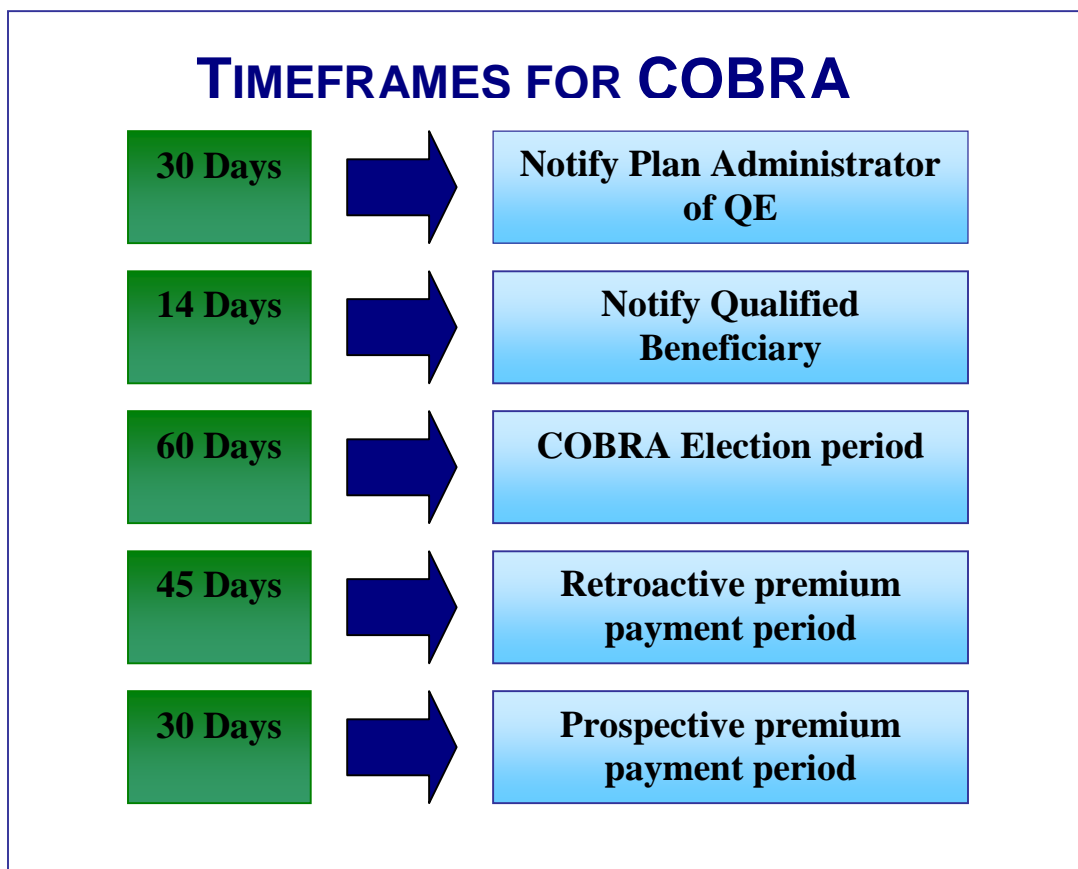 TIMEFRAMES FOR COBRA
30 Days
Notify Plan Administrator
of QE
14 Days
Notify Qualified
Beneficiary
60 Days
COBRA Election period
45 Days
Retroactive premium
payment period
30 Days
Prospective premium
payment period